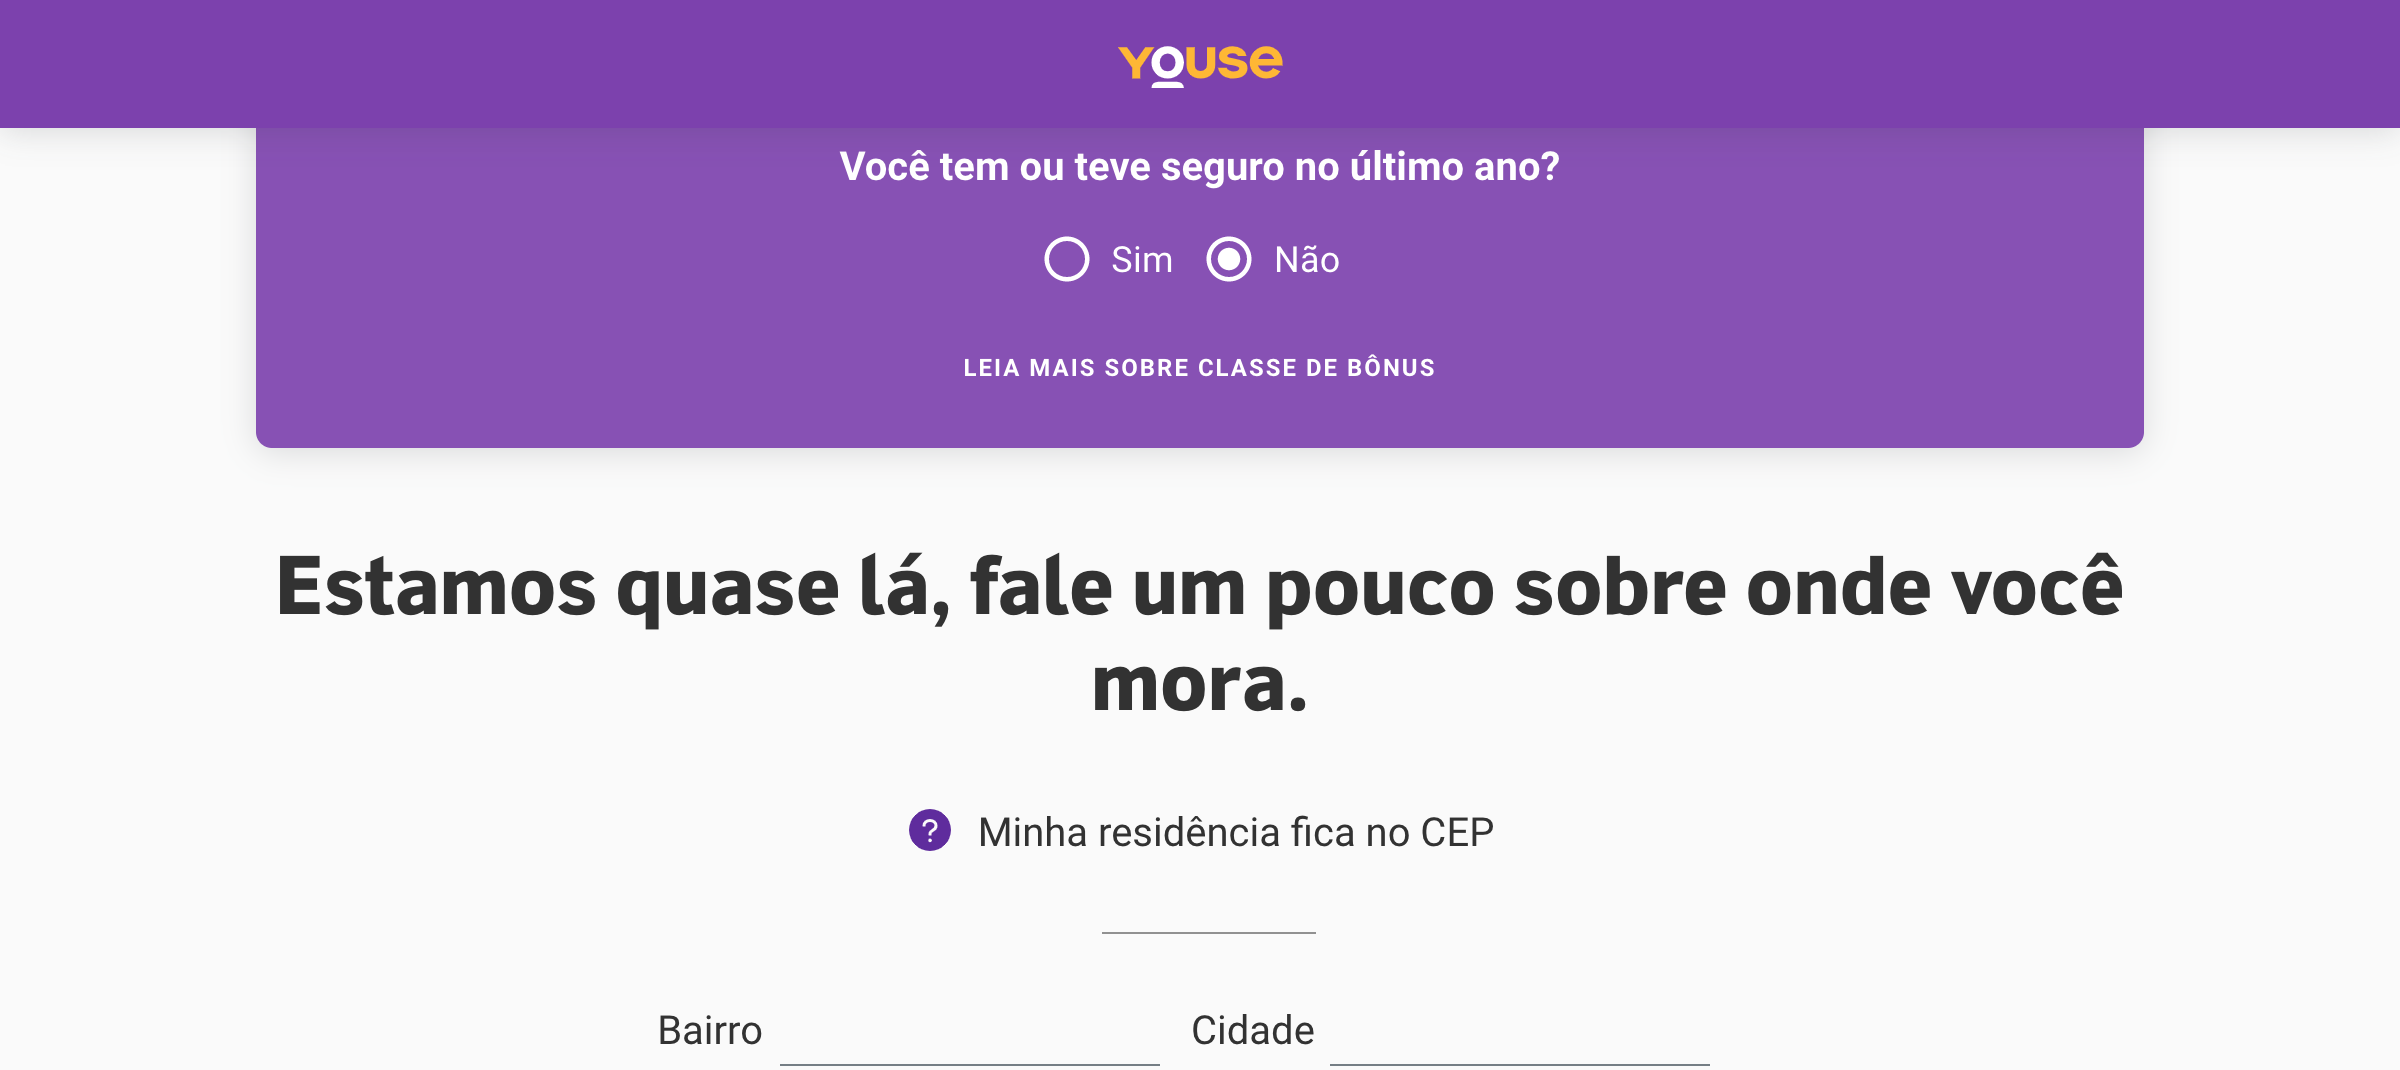 Youse
Você tem ou teve seguro no último ano?
Sim Não
LEIA MAIS SOBRE CLASSE DE BÔNUS
Estamos quase lá, fale um pouco sobre onde você
mora.
? Minha residência fica no CEP
Bairro Cidade